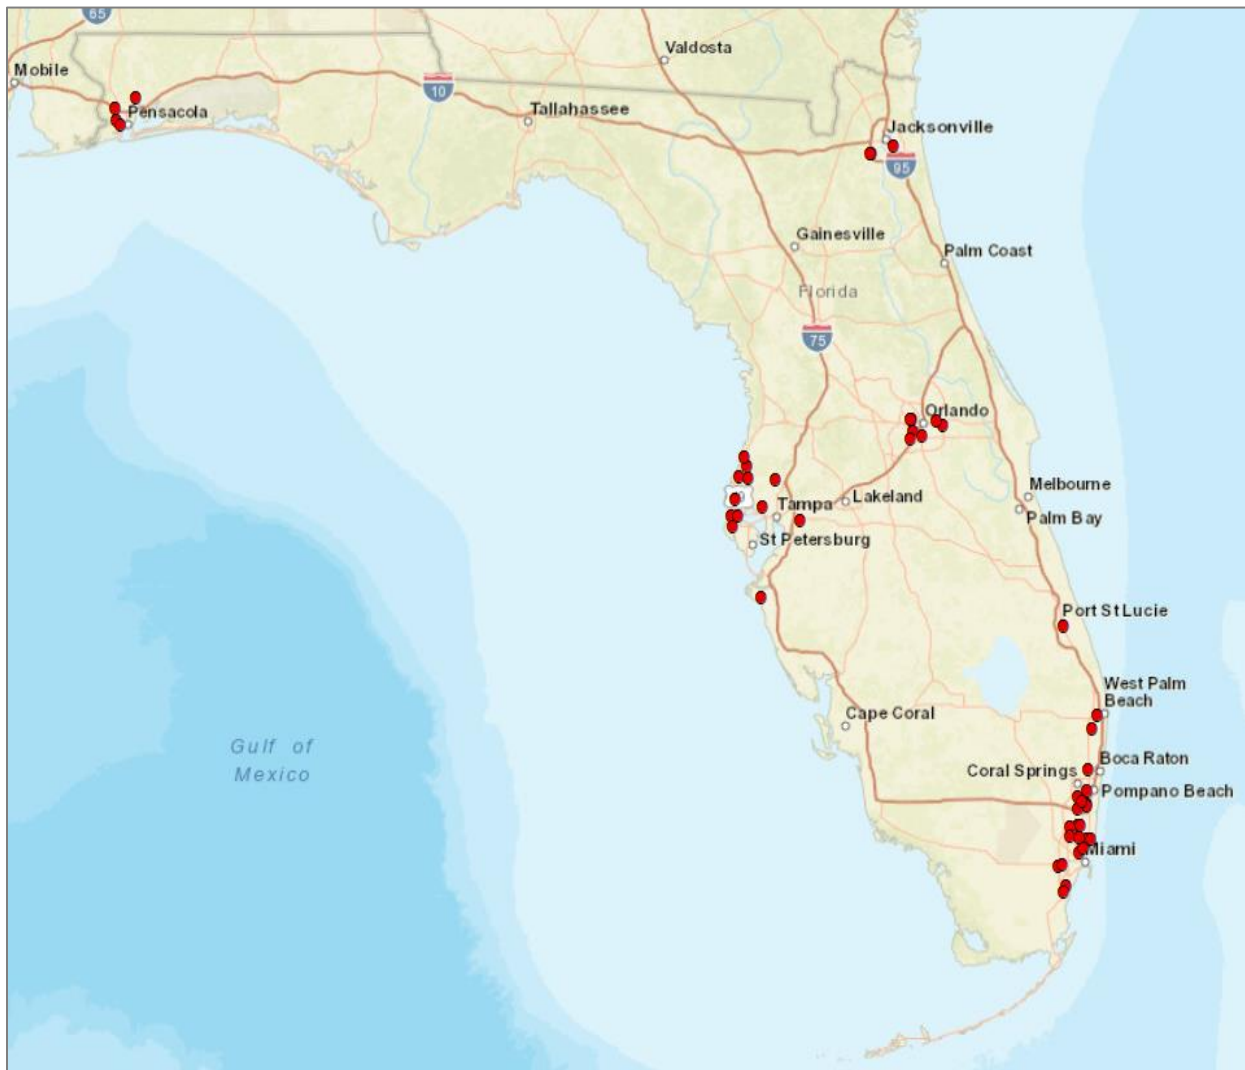 65
Valdosta
Mobile
10
Pensacola
Tallahassee
Jacksonville
95
Gainesville
Palm Coast
Florida
75
Orlando
Melbourne
Lakeland
Tampa
Palm Bay
St Petersburg
Port St Lucie
West Palm
Beach
Cape Coral
Gulf of
Mexico
Boca Raton
Coral Springs
Pompano Beach
Miami